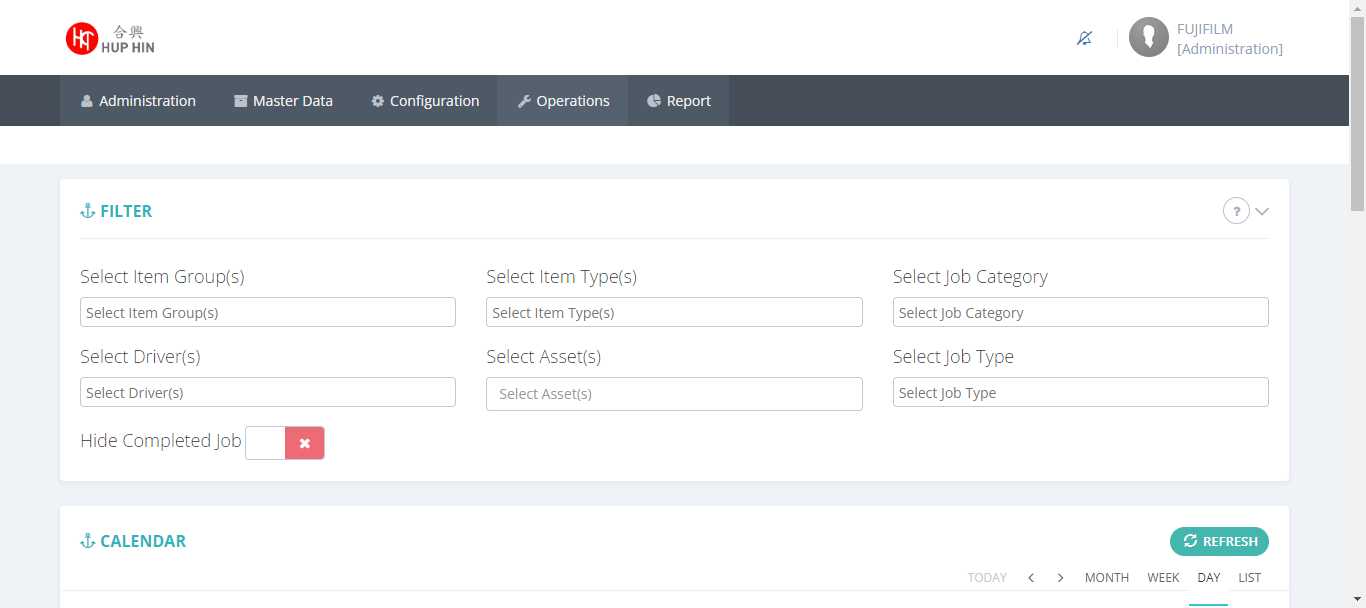 合興
HUP HIN
FUJIFILM
[Administration]
Administration Master Data Configuration Operations Report
FILTER
?
Select Item Group(s) Select Item Type(s) Select Job Category
Select Item Group(s) Select Item Type(s) Select Job Category
Select Driver(s) Select Asset(s) Select Job Type
Select Driver(s) Select Asset(s) Select Job Type
Hide Completed Job
CALENDAR
REFRESH
TODAY MONTH WEEK DAY LIST